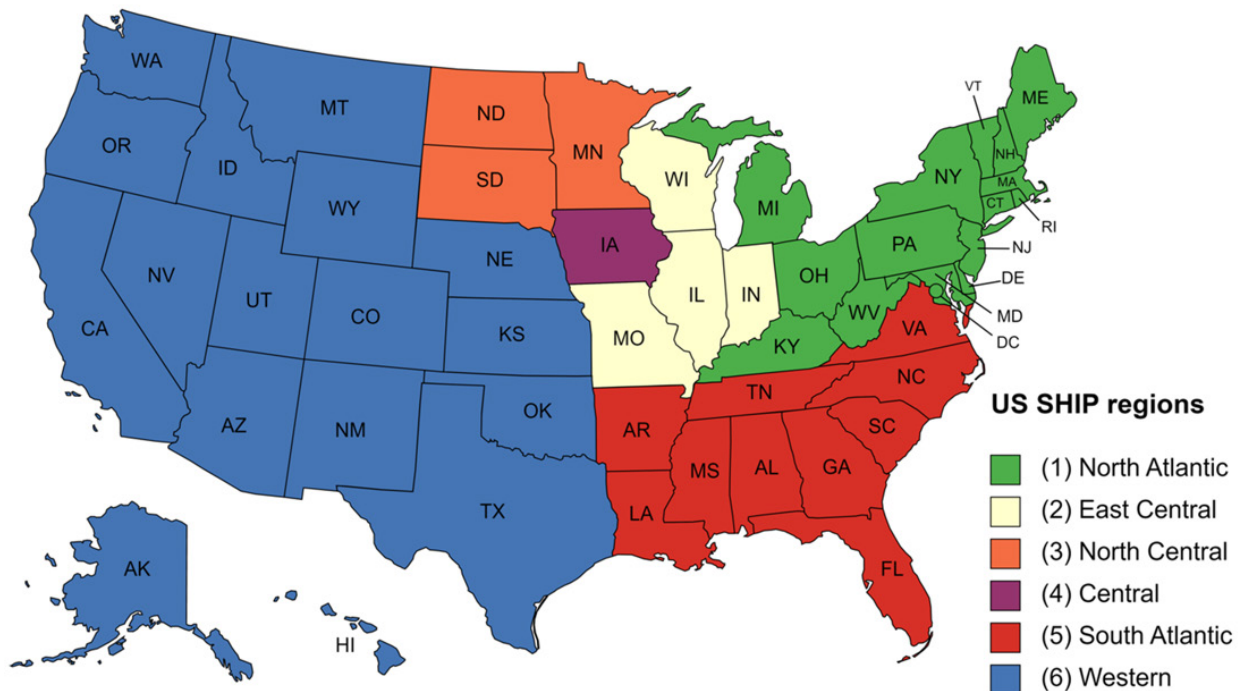 WA
MT
ND
MN
VT
ME
OR
ID
SD
WI
NH
NY
MA
WY
MI
CT
RI
IA
PA
NJ
NE
OH
DE
NV
UT
IL
IN
CO
WV
MD
CA
KS
MO
VA
DC
KY
NC
TN
US SHIP regions
OK
AZ
NM
AR
SC
MS
AL
GA
(1) North Atlantic
TX
LA
(2) East Central
(3) North Central
AK
FL
(4) Central
HI
(5) South Atlantic
(6) Western